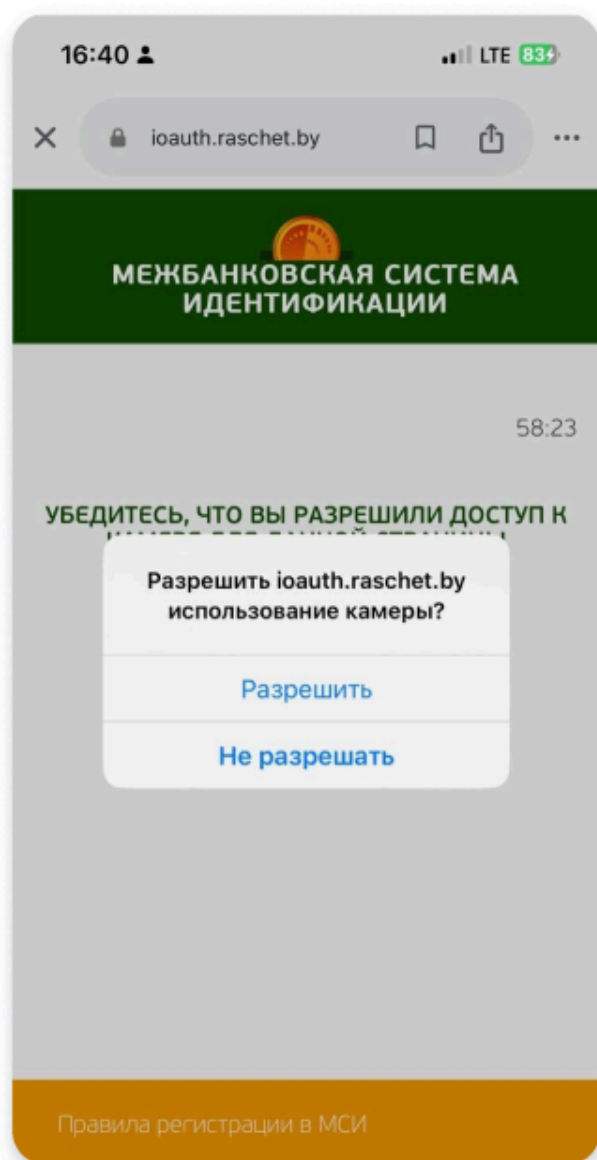 16:40
LTE 83
ioauth.raschet.by
МЕЖБАНКОВСКАЯ СИСТЕМА
ИДЕНТИФИКАЦИИ
58:23
УБЕДИТЕСЬ, ЧТО ВЫ РАЗРЕШИЛИ ДОСТУП К
Разрешить ioauth.raschet.by
использование камеры?
Разрешить
Не разрешать
Правила регистрации в МСИ